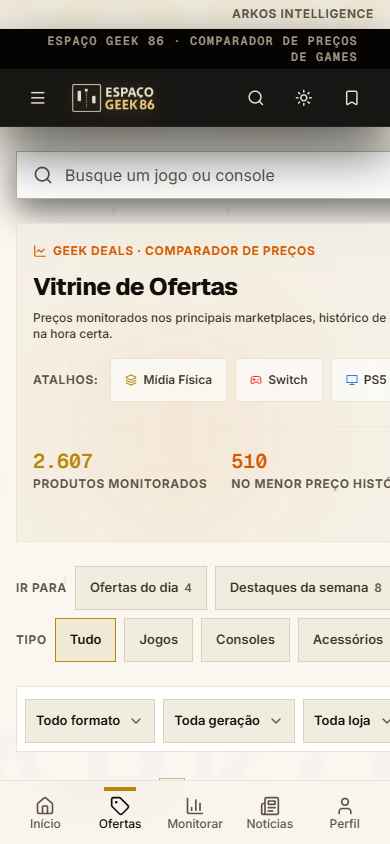 ARKOS INTELLIGENCE
ESPAÇO GEEK 86 · COMPARADOR DE PREÇOS
DE GAMES
ESPAÇO
GEEK86
Busque um jogo ou console
GEEK DEALS · COMPARADOR DE PREÇOS
Vitrine de Ofertas
Preços monitorados nos principais marketplaces, histórico de
na hora certa.
ATALHOS: Mídia Física Switch PS5
2.607 510
PRODUTOS MONITORADOS NO MENOR PREÇO HISTÓ
IR PARA Ofertas do dia 4 Destaques da semana 8
TIPO Tudo Jogos Consoles Acessórios
Todo formato Toda geração Toda loja
Início Ofertas Monitorar Notícias Perfil